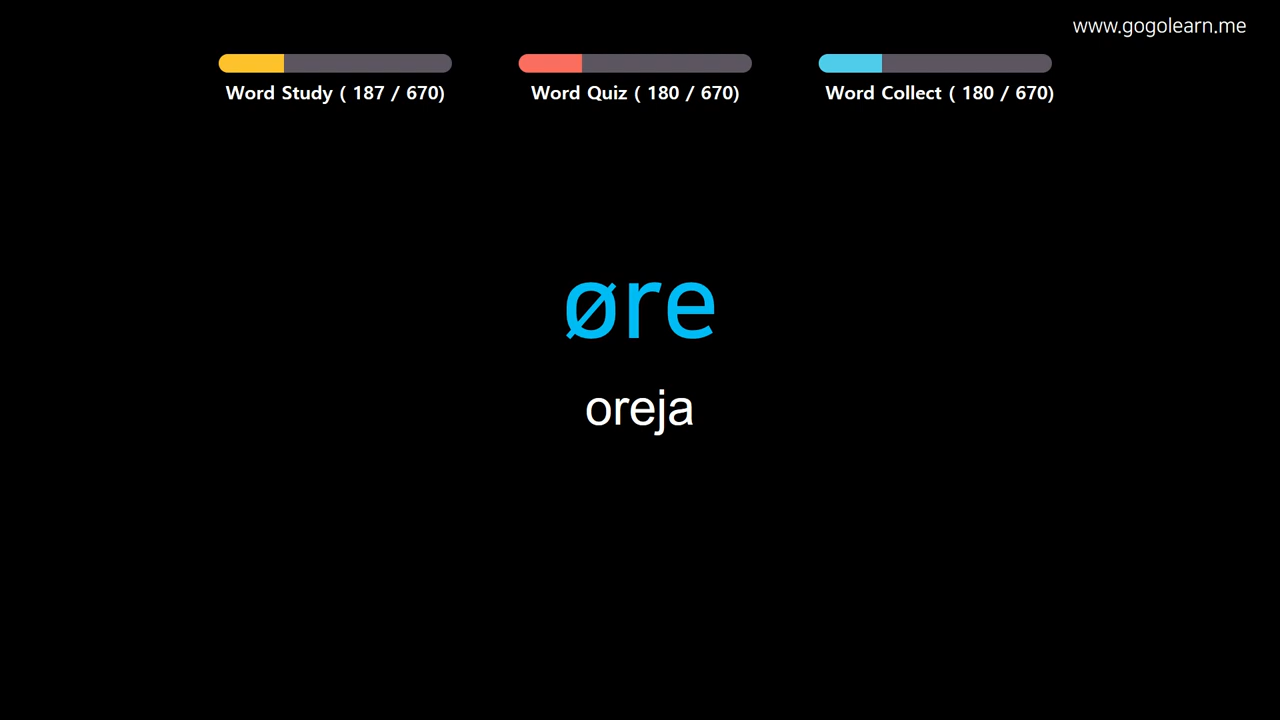 www.gogolearn.me
Word Study ( 187 / 670)
Word Quiz ( 180 / 670)
Word Collect ( 180 / 670)
øre
oreja